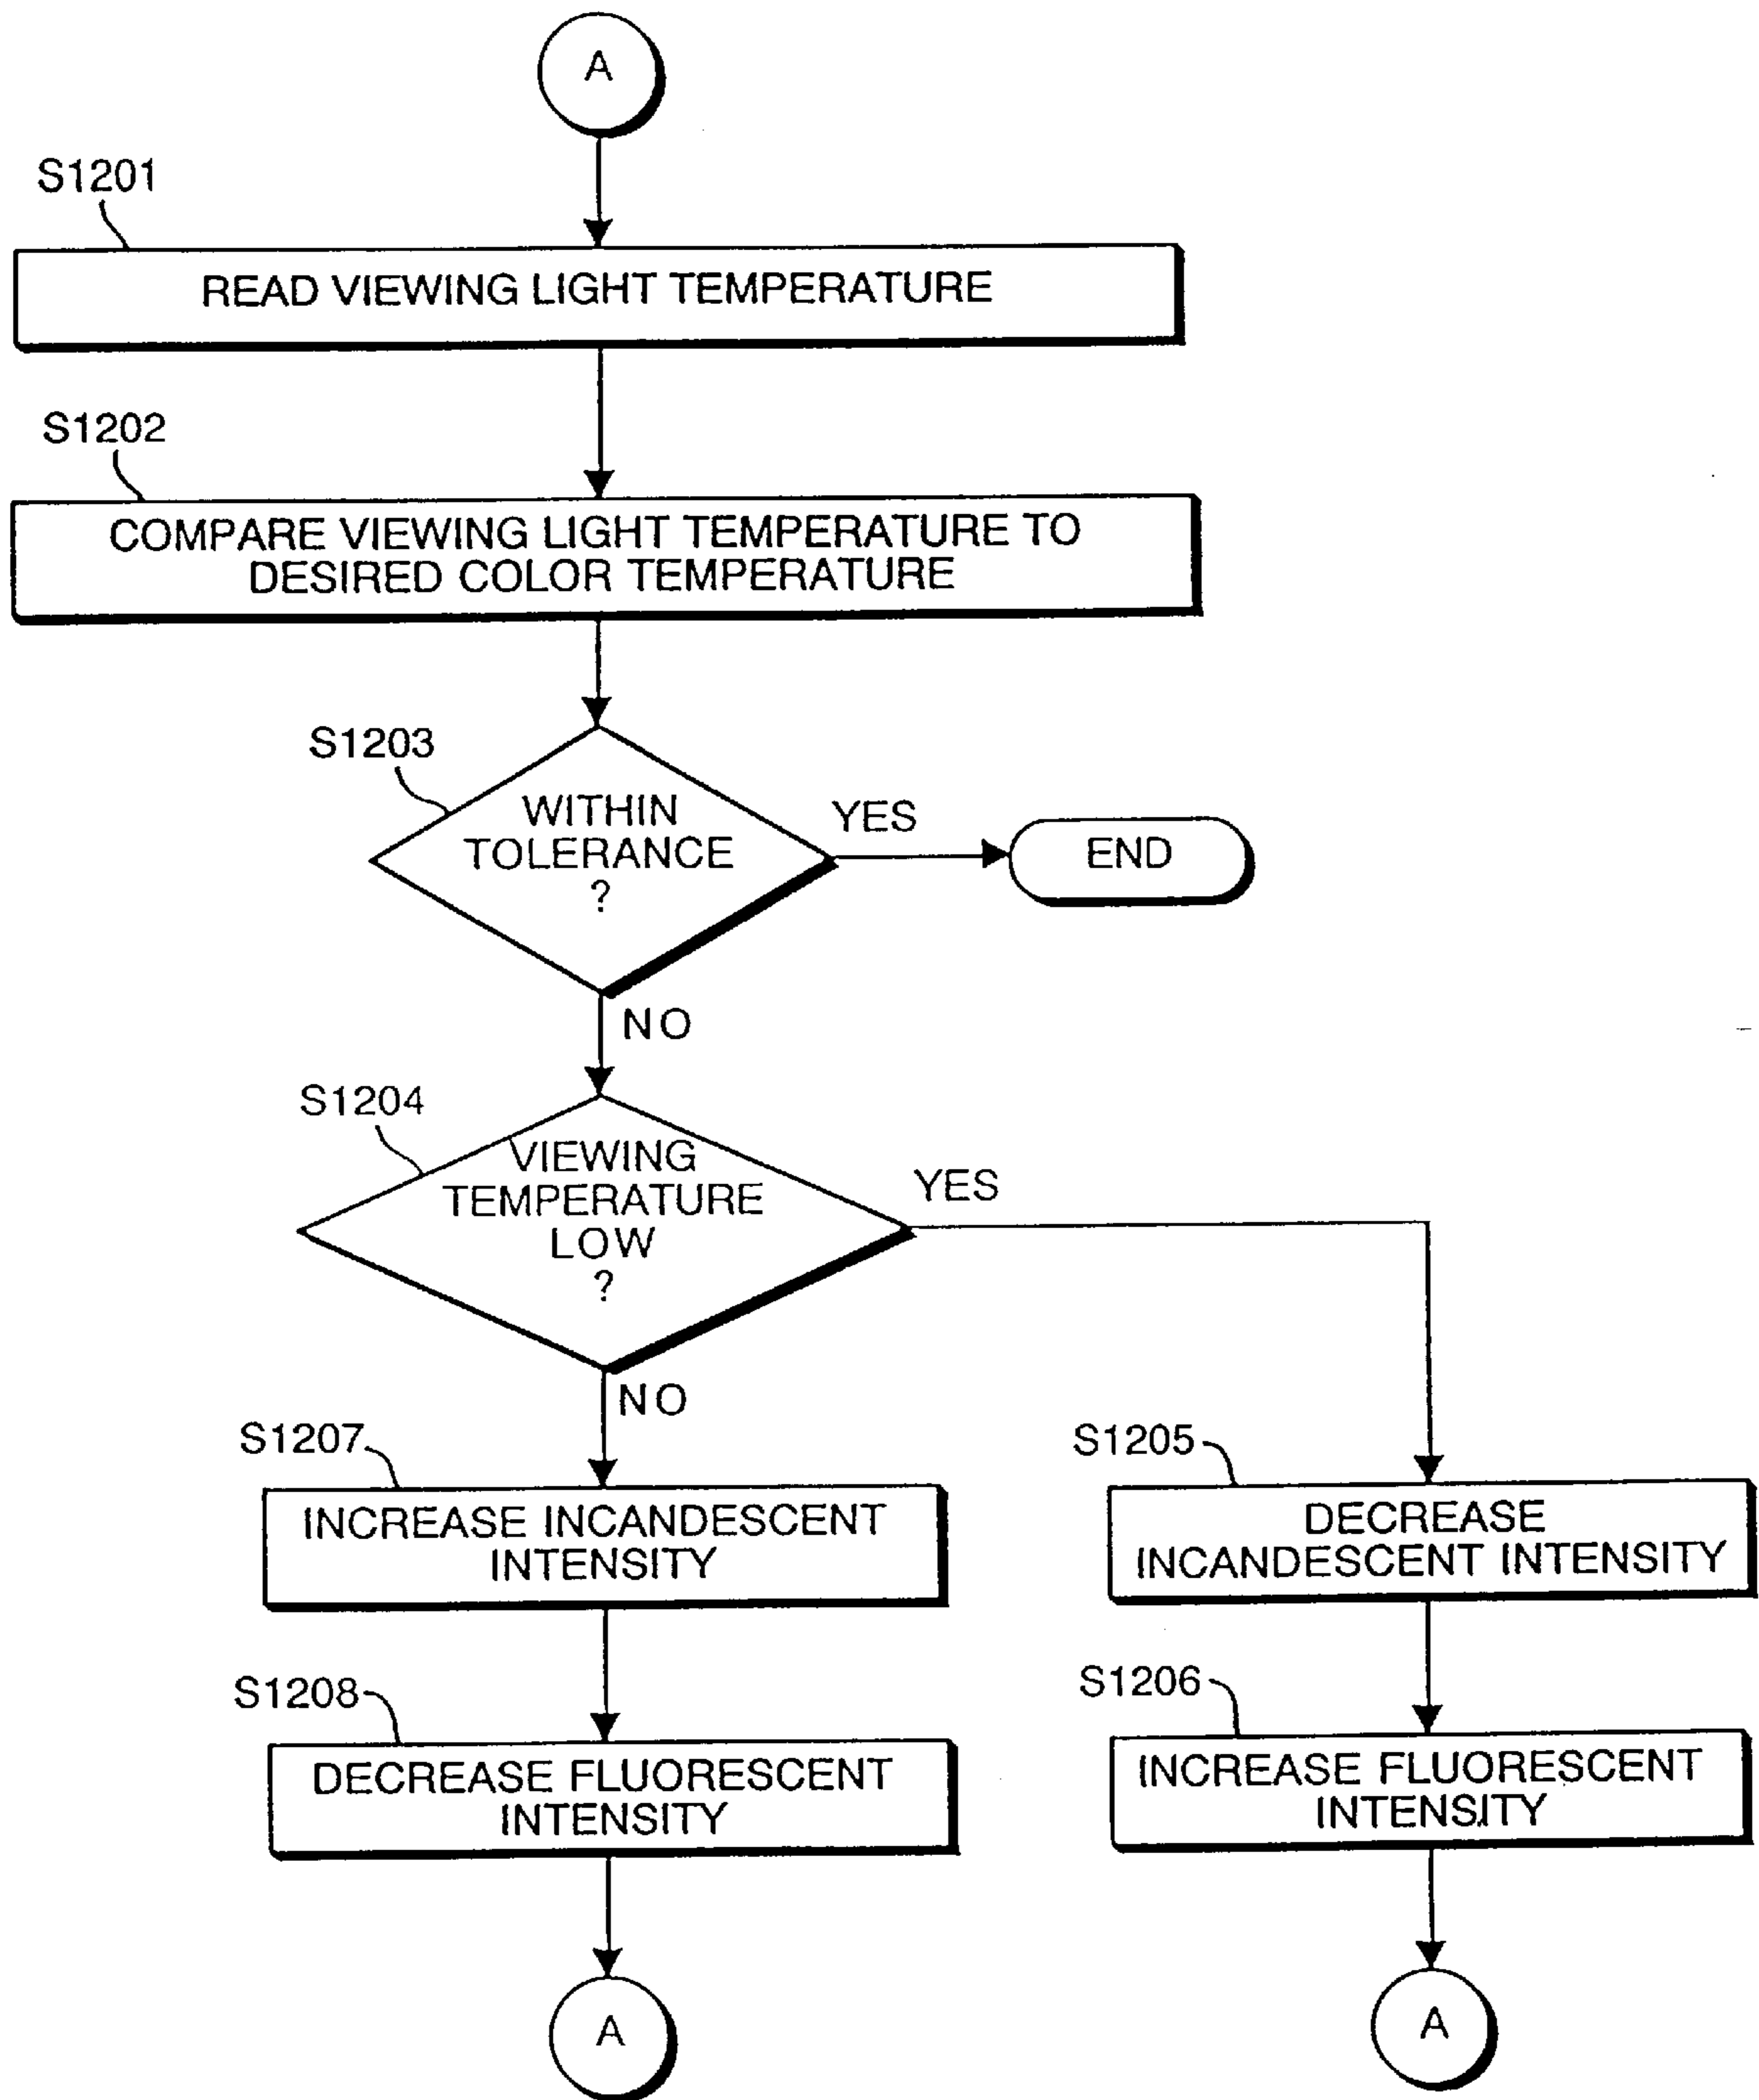 A
S1201
READ VIEWING LIGHT TEMPERATURE
S1202
COMPARE VIEWING LIGHT TEMPERATURE TO
DESIRED COLOR TEMPERATURE
S1203
WITHIN
TOLERANCE
?
YES
END
NO
S1204
VIEWING
TEMPERATURE
LOW
?
YES
NO
S1207
INCREASE INCANDESCENT
INTENSITY
S1205
DECREASE
INCANDESCENT INTENSITY
S1208
DECREASE FLUORESCENT
INTENSITY
S1206
INCREASE FLUORESCENT
INTENSITY
A
A